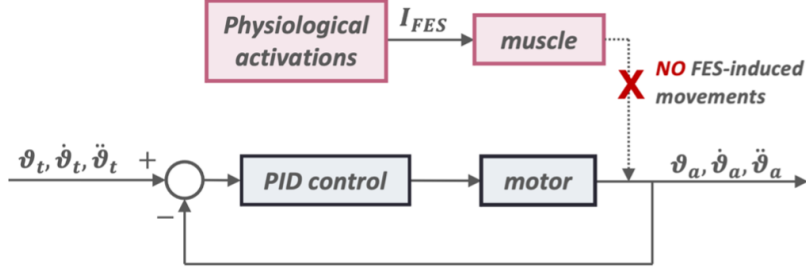 Physiological
activations
I_FES
muscle
X
NO FES-induced
movements
ϑ_t, ϑ̇_t, ϑ̈_t
+
−
PID control
motor
ϑ_a, ϑ̇_a, ϑ̈_a